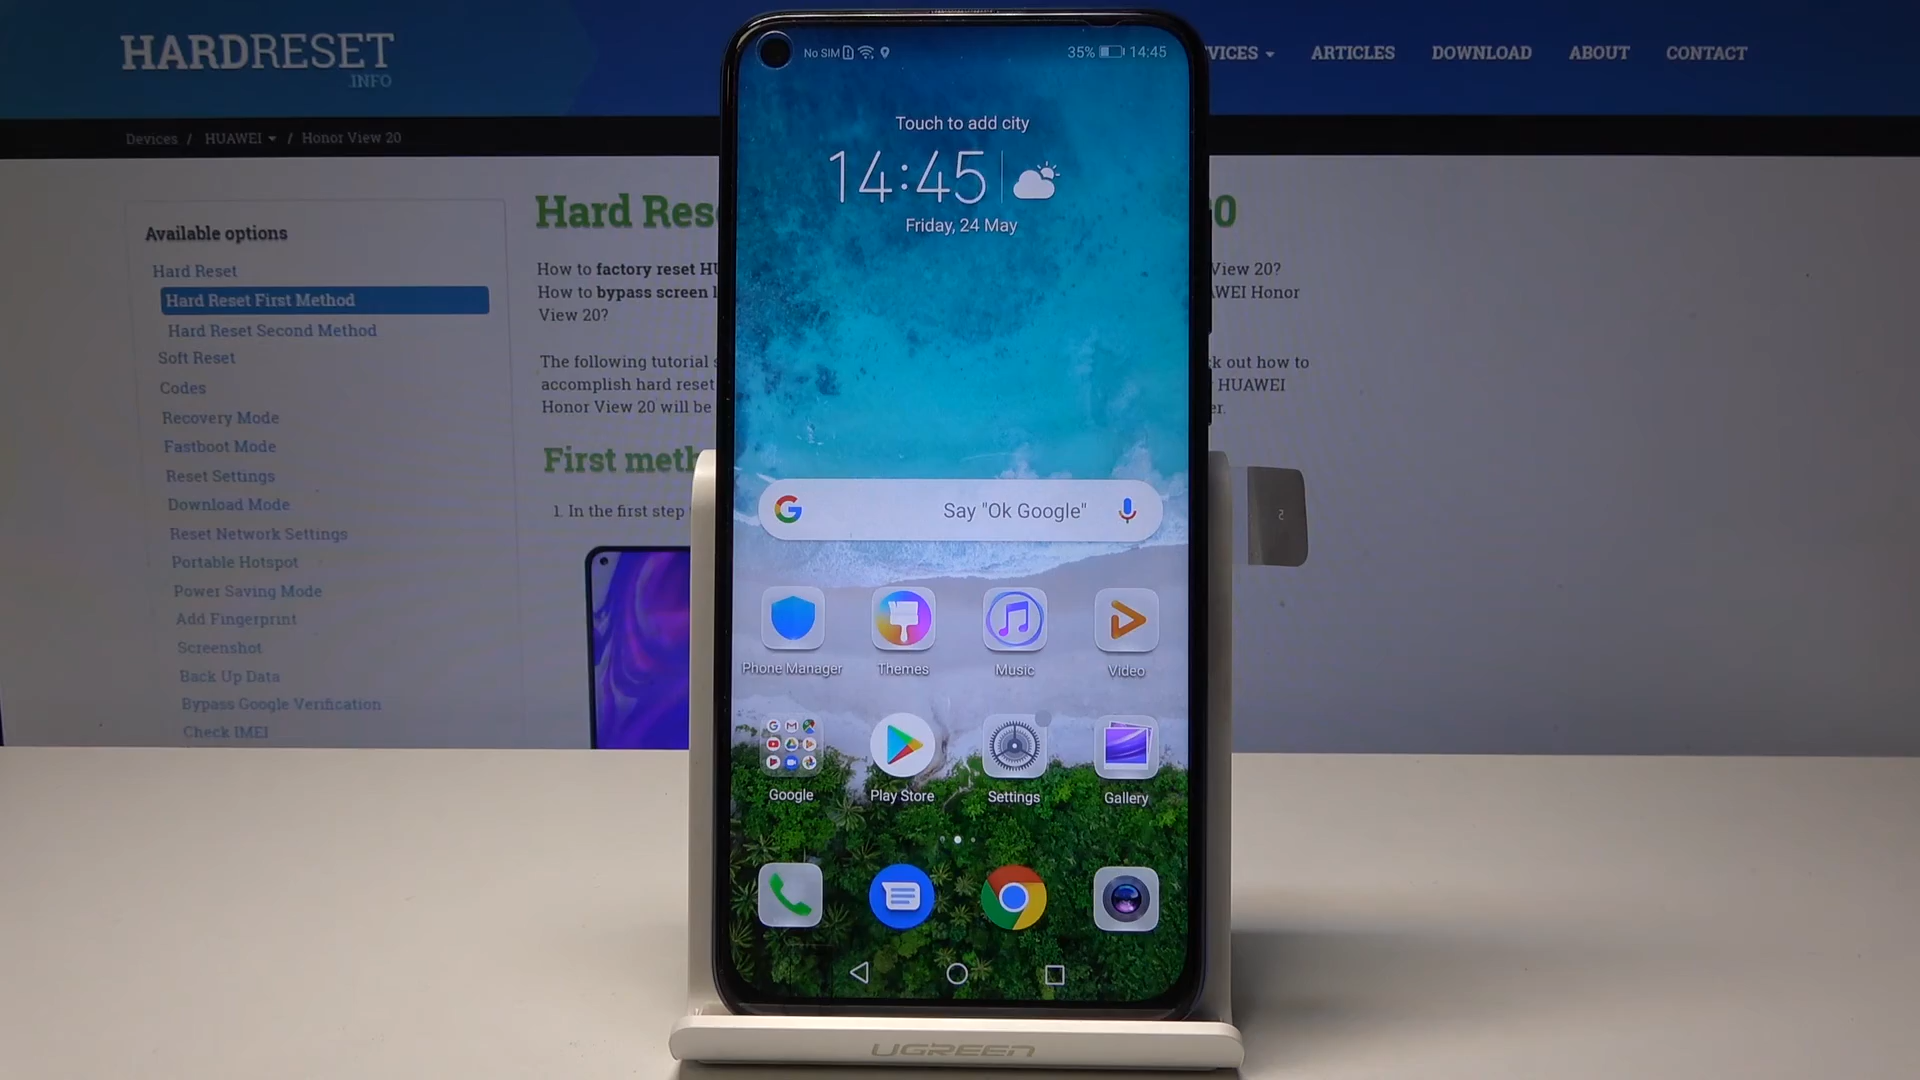 HARDRESET
.INFO
VICES
ARTICLES
DOWNLOAD
ABOUT
CONTACT
Devices / HUAWEI / Honor View 20
Available options
Hard Reset
Hard Reset First Method
Hard Reset Second Method
Soft Reset
Codes
Recovery Mode
Fastboot Mode
Reset Settings
Download Mode
Reset Network Settings
Portable Hotspot
Power Saving Mode
Add Fingerprint
Screenshot
Back Up Data
Bypass Google Verification
Check IMEI
Hard Res
0
How to factory reset HU
View 20?
How to bypass screen l
WEI Honor
View 20?
The following tutorial s
k out how to
accomplish hard reset
HUAWEI
Honor View 20 will be
er.
First meth
1. In the first step
No SIM
35%
14:45
Touch to add city
14:45
Friday, 24 May
Say "Ok Google"
Phone Manager
Themes
Music
Video
Google
Play Store
Settings
Gallery
2
UGREEN